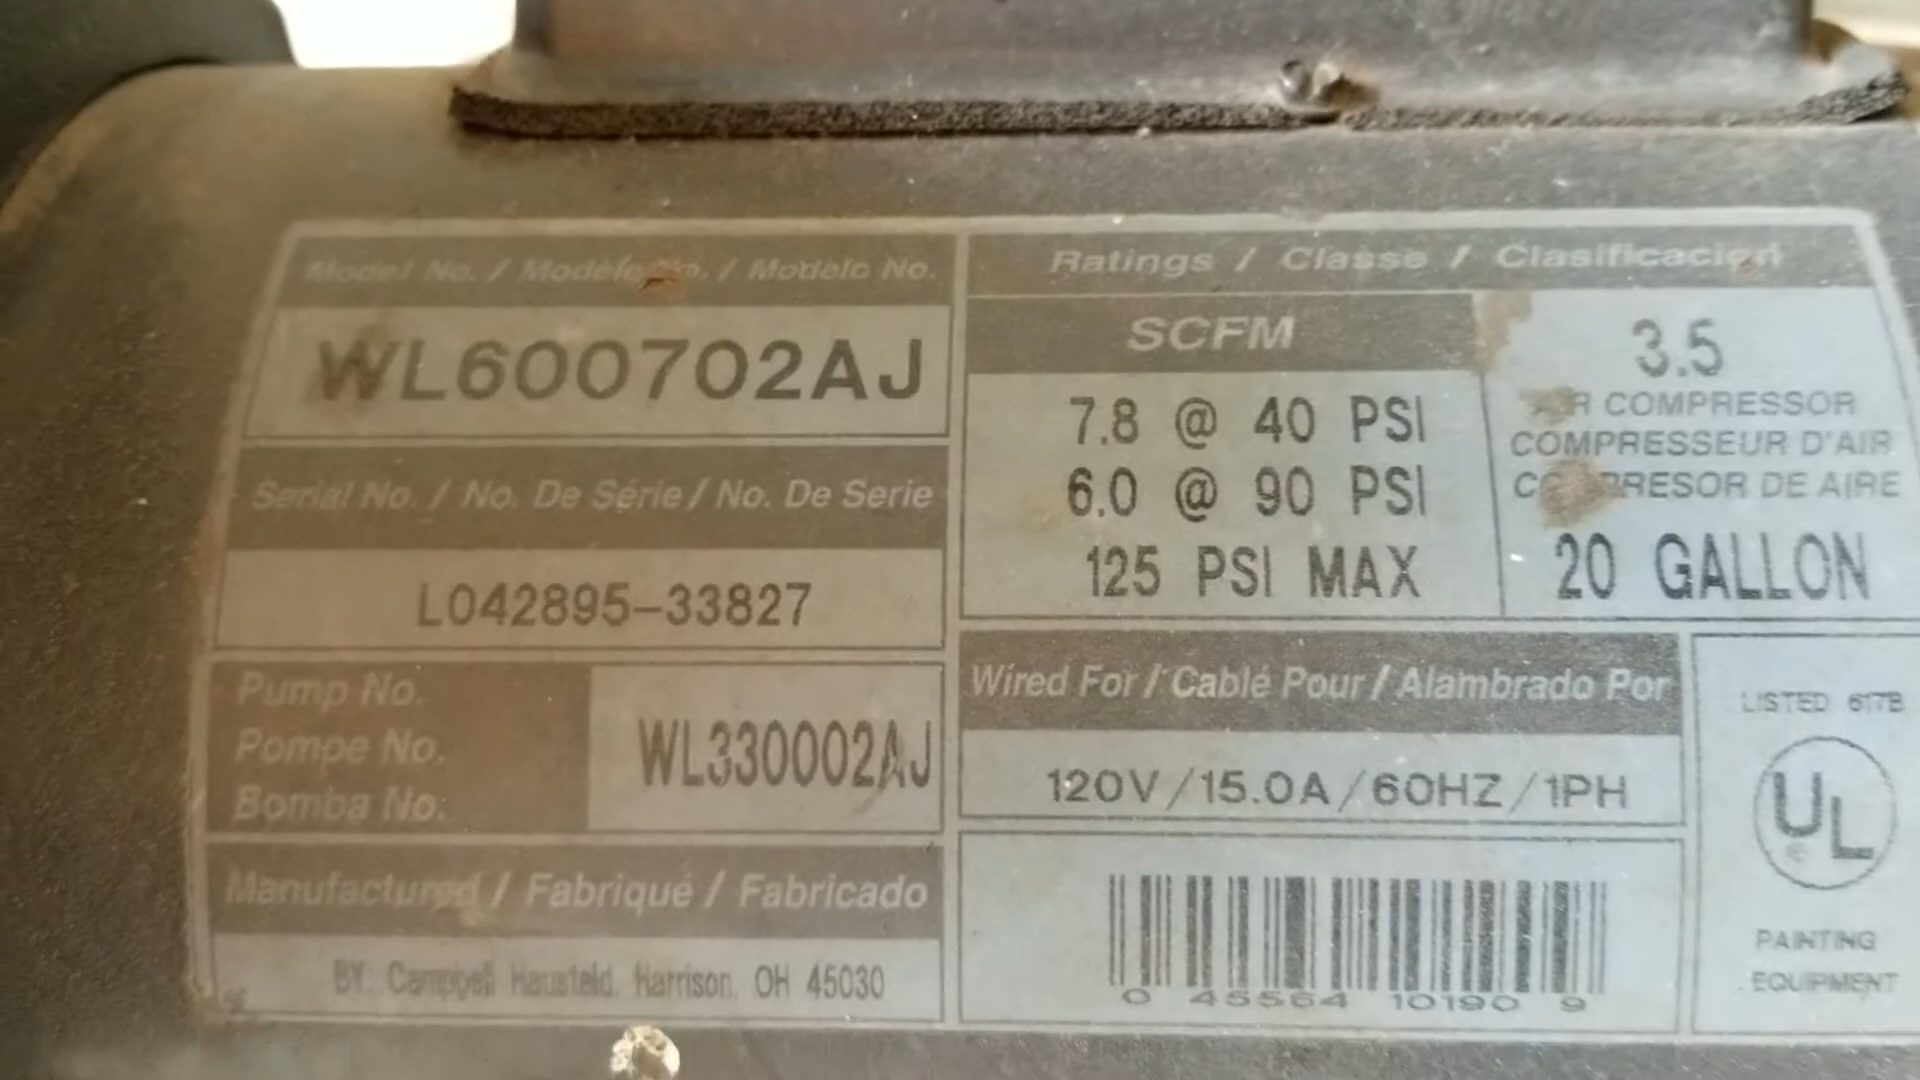 Model No. / Modèle No. / Modelo No.
WL600702AJ
Serial No. / No. De Série / No. De Serie
L042895-33827
Pump No.
Pompe No.
Bomba No.
WL330002AJ
Manufactured / Fabriqué / Fabricado
BY: Campbell Hausfeld, Harrison, OH 45030
Ratings / Classe / Clasificacion
SCFM
7.8 @ 40 PSI
6.0 @ 90 PSI
125 PSI MAX
3.5
AIR COMPRESSOR
COMPRESSEUR D'AIR
COMPRESOR DE AIRE
20 GALLON
Wired For / Cablé Pour / Alambrado Por
120V/15.0A/60HZ/1PH
0 45564 10190 9
LISTED 617B
UL
PAINTING
EQUIPMENT